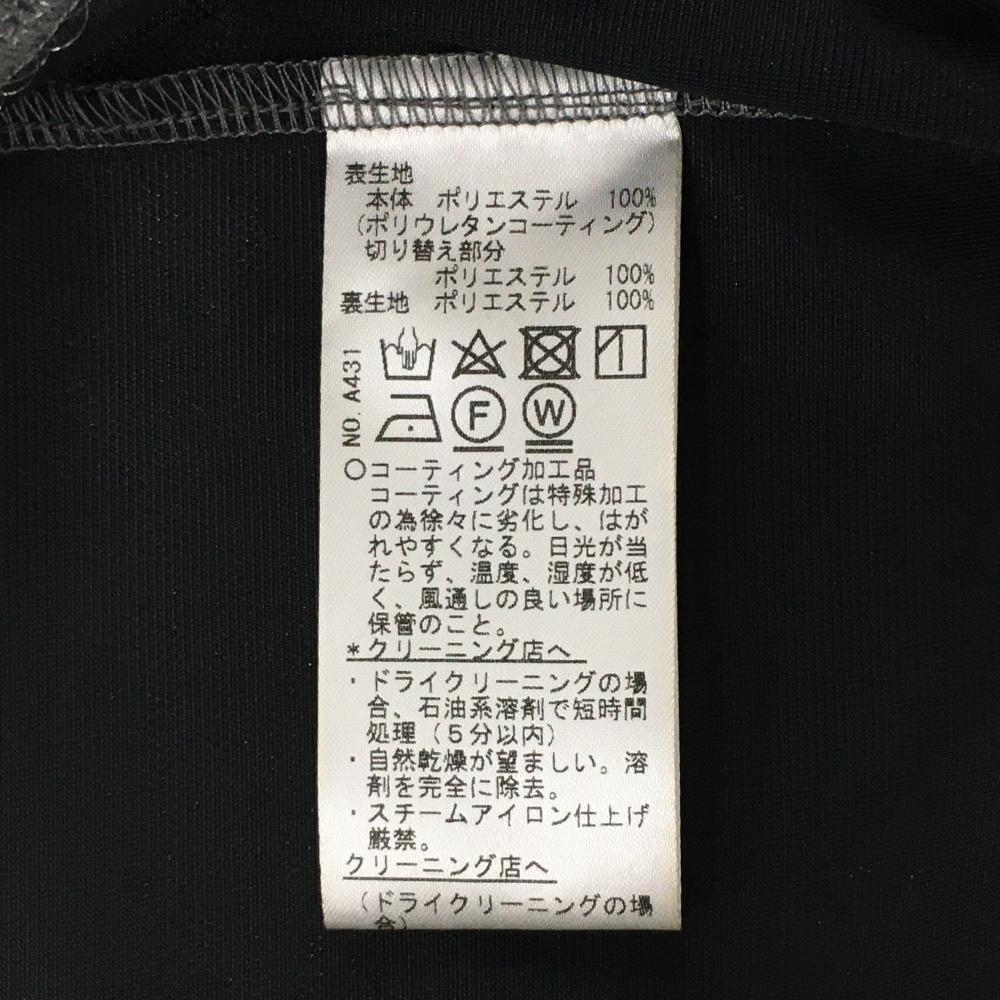 表生地
本体 ポリエステル 100%
(ポリウレタンコーティング)
切り替え部分
ポリエステル 100%
裏生地 ポリエステル 100%
NO. A431
F W
○コーティング加工品
コーティングは特殊加工
の為徐々に劣化し、はが
れやすくなる。日光が当
たらず、温度、湿度が低
く、風通しの良い場所に
保管のこと。
*クリーニング店へ
・ドライクリーニングの場
合、石油系溶剤で短時間
処理(5分以内)
・自然乾燥が望ましい。溶
剤を完全に除去。
・スチームアイロン仕上げ
厳禁。
クリーニング店へ
(ドライクリーニングの場
合)